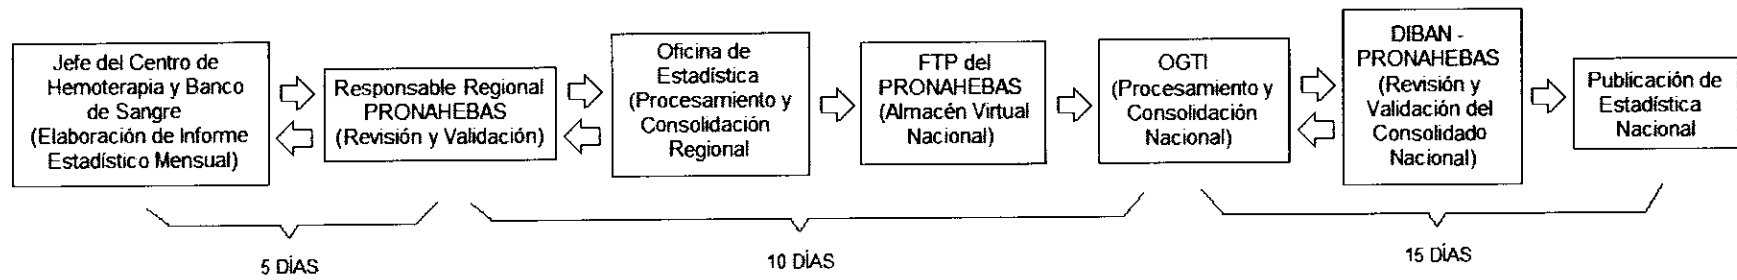 Jefe del Centro de
Hemoterapia y Banco
de Sangre
(Elaboración de Informe
Estadístico Mensual)
Responsable Regional
PRONAHEBAS
(Revisión y Validación)
Oficina de
Estadística
(Procesamiento y
Consolidación
Regional
FTP del
PRONAHEBAS
(Almacén Virtual
Nacional)
OGTI
(Procesamiento y
Consolidación
Nacional)
DIBAN -
PRONAHEBAS
(Revisión y
Validación del
Consolidado
Nacional)
Publicación de
Estadística
Nacional
5 DÍAS
10 DÍAS
15 DÍAS